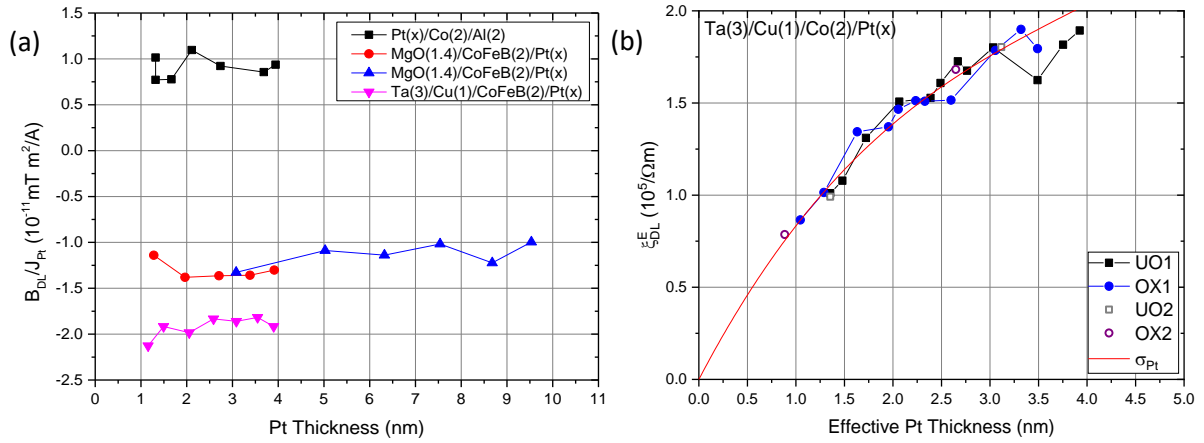 (a)
Pt(x)/Co(2)/Al(2)
MgO(1.4)/CoFeB(2)/Pt(x)
MgO(1.4)/CoFeB(2)/Pt(x)
Ta(3)/Cu(1)/CoFeB(2)/Pt(x)
1.5
1.0
0.5
0.0
-0.5
-1.0
-1.5
-2.0
-2.5
B_DL/J_Pt (10^-11 mT m^2/A)
0 1 2 3 4 5 6 7 8 9 10 11
Pt Thickness (nm)
(b)
Ta(3)/Cu(1)/Co(2)/Pt(x)
2.0
1.5
1.0
0.5
0.0
ξ^E_DL (10^5/Ωm)
UO1
OX1
UO2
OX2
σ_Pt
0.0 0.5 1.0 1.5 2.0 2.5 3.0 3.5 4.0 4.5 5.0
Effective Pt Thickness (nm)